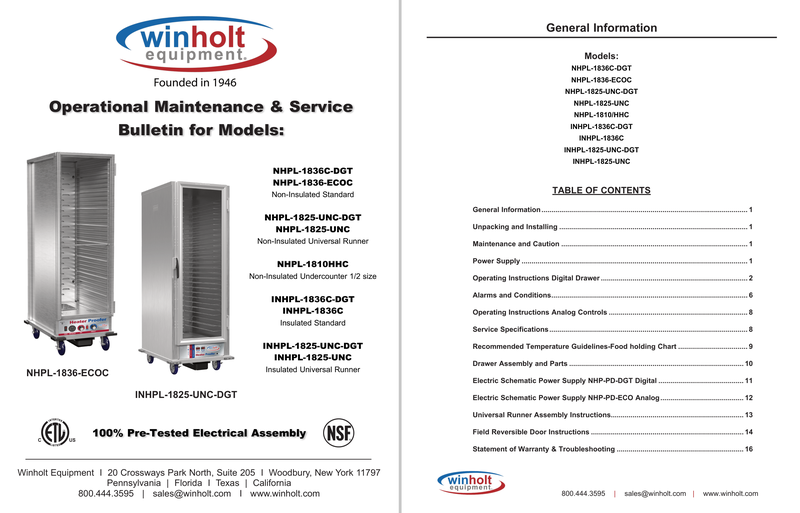 winholt
equipment®
Founded in 1946
Operational Maintenance & Service
Bulletin for Models:
NHPL-1836C-DGT
NHPL-1836-ECOC
Non-Insulated Standard
NHPL-1825-UNC-DGT
NHPL-1825-UNC
Non-Insulated Universal Runner
NHPL-1810HHC
Non-Insulated Undercounter 1/2 size
INHPL-1836C-DGT
INHPL-1836C
Insulated Standard
INHPL-1825-UNC-DGT
INHPL-1825-UNC
Insulated Universal Runner
Heater Proofer
NHPL-1836-ECOC
INHPL-1825-UNC-DGT
ETL
C US
100% Pre-Tested Electrical Assembly
NSF
Winholt Equipment I 20 Crossways Park North, Suite 205 I Woodbury, New York 11797
Pennsylvania | Florida I Texas | California
800.444.3595 | sales@winholt.com I www.winholt.com
General Information
Models:
NHPL-1836C-DGT
NHPL-1836-ECOC
NHPL-1825-UNC-DGT
NHPL-1825-UNC
NHPL-1810/HHC
INHPL-1836C-DGT
INHPL-1836C
INHPL-1825-UNC-DGT
INHPL-1825-UNC
TABLE OF CONTENTS
General Information 1
Unpacking and Installing 1
Maintenance and Caution 1
Power Supply 1
Operating Instructions Digital Drawer 2
Alarms and Conditions 6
Operating Instructions Analog Controls 8
Service Specifications 8
Recommended Temperature Guidelines-Food holding Chart 9
Drawer Assembly and Parts 10
Electric Schematic Power Supply NHP-PD-DGT Digital 11
Electric Schematic Power Supply NHP-PD-ECO Analog 12
Universal Runner Assembly Instructions 13
Field Reversible Door Instructions 14
Statement of Warranty & Troubleshooting 16
winholt
equipment®
800.444.3595 | sales@winholt.com | www.winholt.com